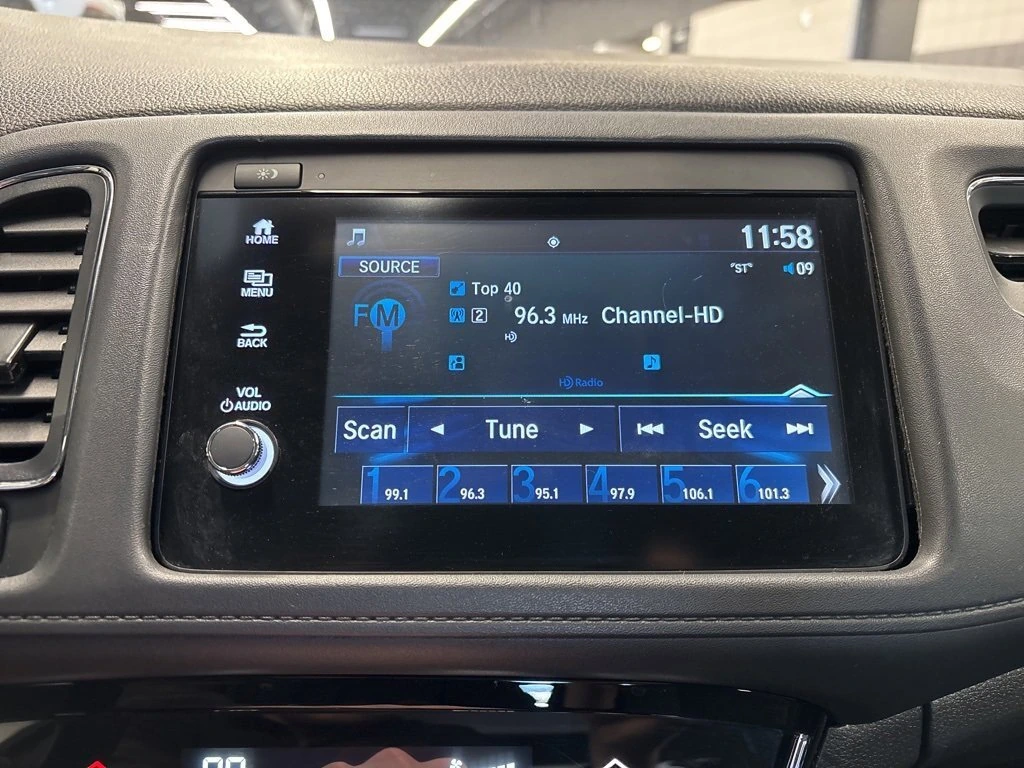 HOME
MENU
BACK
VOL
AUDIO
11:58
SOURCE
"ST"
09
FM
Top 40
2 96.3 MHz Channel-HD
HD
HD Radio
Scan Tune Seek
1 99.1 2 96.3 3 95.1 4 97.9 5 106.1 6 101.3